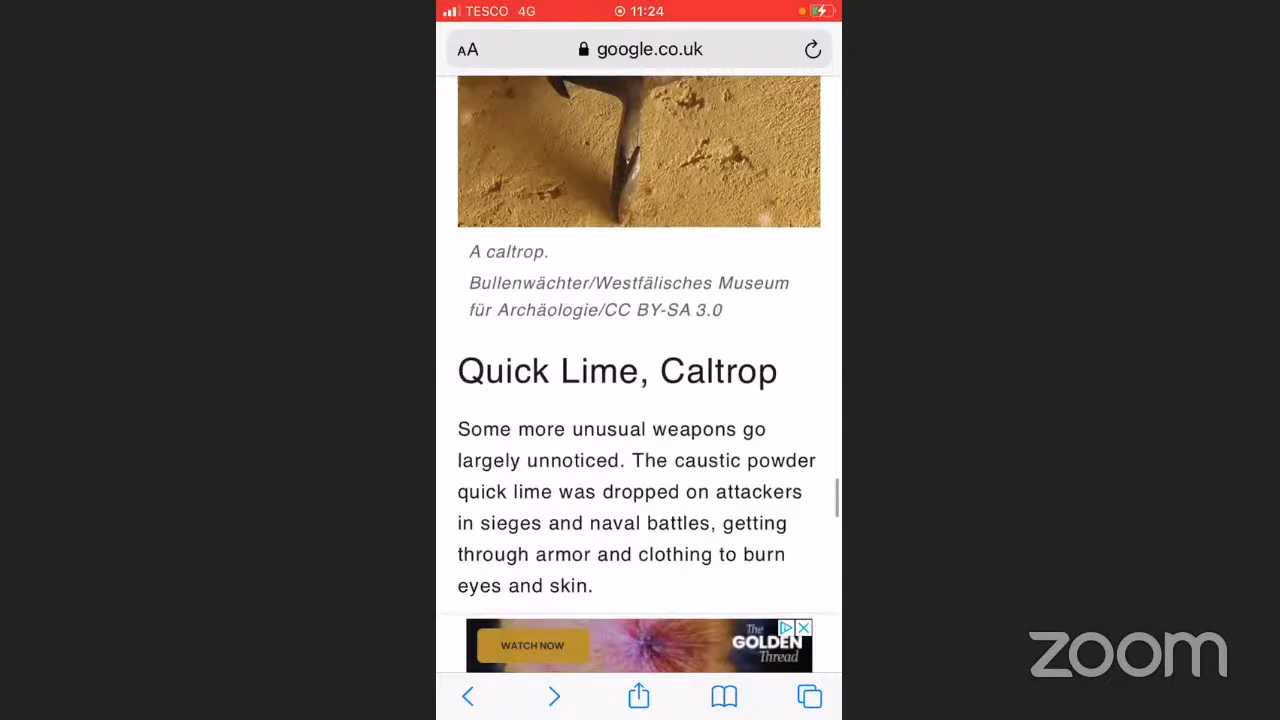 TESCO 4G 11:24
AA google.co.uk
A caltrop.
Bullenwächter/Westfälisches Museum
für Archäologie/CC BY-SA 3.0
Quick Lime, Caltrop
Some more unusual weapons go
largely unnoticed. The caustic powder
quick lime was dropped on attackers
in sieges and naval battles, getting
through armor and clothing to burn
eyes and skin.
WATCH NOW
The
GOLDEN
Thread
zoom